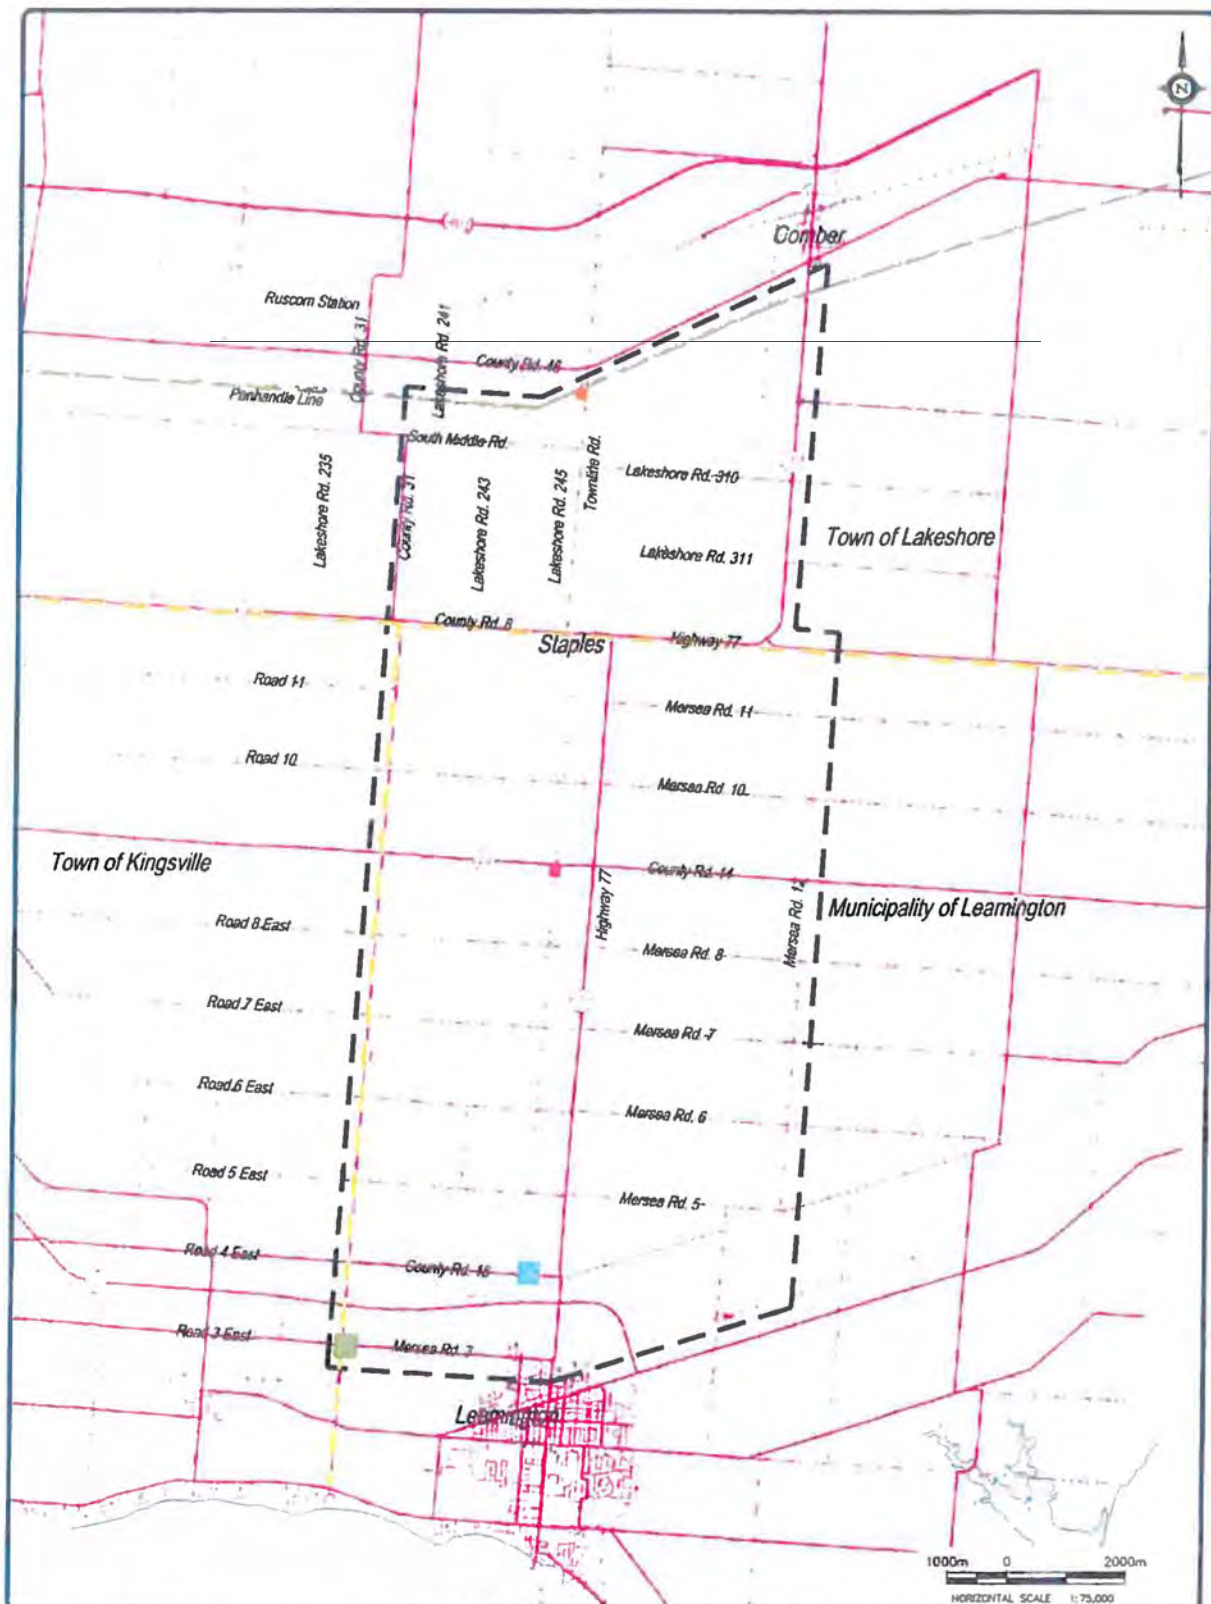 N
Comber
Ruscom Station
County Rd. 31
Lakeshore Rd. 241
County Rd. 46
Panhandle Line
South Middle Rd.
Lakeshore Rd. 235
County Rd. 31
Lakeshore Rd. 243
Lakeshore Rd. 245
Townline Rd.
Lakeshore Rd. 310
Town of Lakeshore
Lakeshore Rd. 311
County Rd. 8
Staples
Highway 77
Road 11
Mersea Rd. 11
Road 10
Mersea Rd. 10
Town of Kingsville
County Rd. 14
Highway 77
Mersea Rd. 12
Municipality of Leamington
Road 8 East
Mersea Rd. 8
Road 7 East
Mersea Rd. 7
Road 6 East
Mersea Rd. 6
Road 5 East
Mersea Rd. 5
Road 4 East
County Rd. 18
Road 3 East
Mersea Rd. 3
Leamington
1000m 0 2000m
HORIZONTAL SCALE 1:75,000